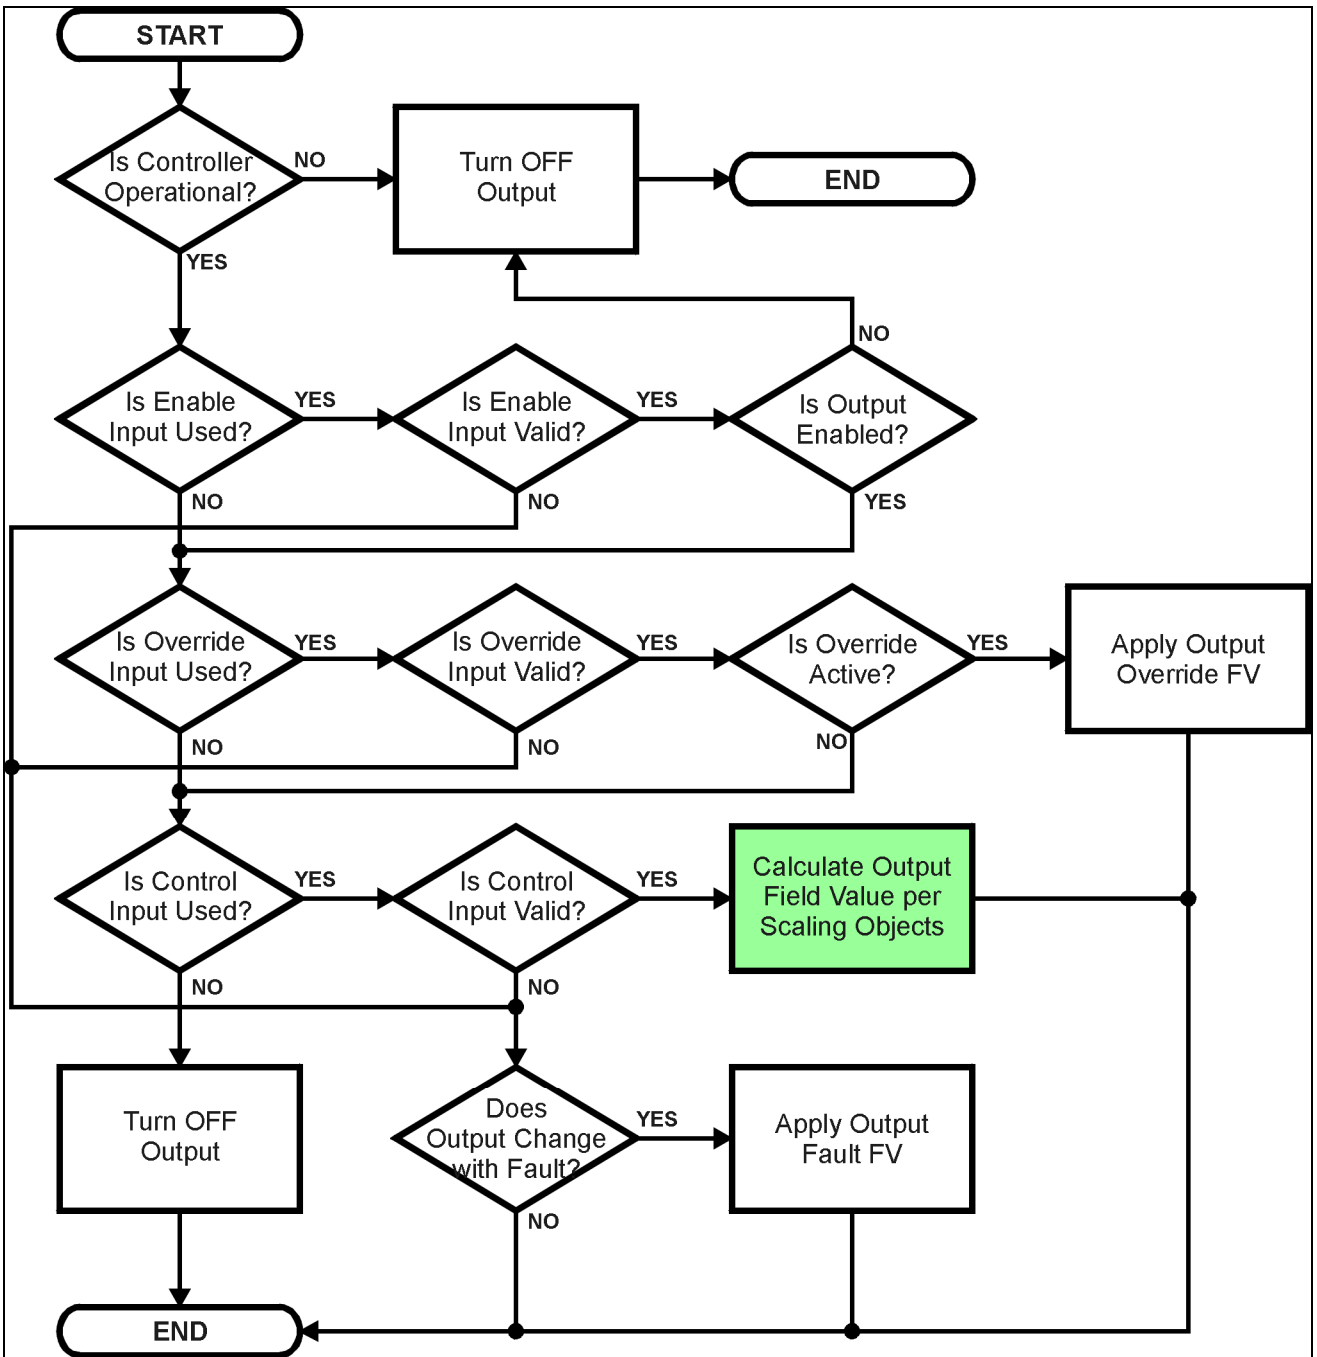 START
Is Controller
Operational?
NO
YES
Turn OFF
Output
END
Is Enable
Input Used?
YES
NO
Is Enable
Input Valid?
YES
NO
Is Output
Enabled?
NO
YES
Is Override
Input Used?
YES
NO
Is Override
Input Valid?
YES
NO
Is Override
Active?
YES
NO
Apply Output
Override FV
Is Control
Input Used?
YES
NO
Is Control
Input Valid?
YES
NO
Calculate Output
Field Value per
Scaling Objects
Turn OFF
Output
Does
Output Change
with Fault?
YES
NO
Apply Output
Fault FV
END